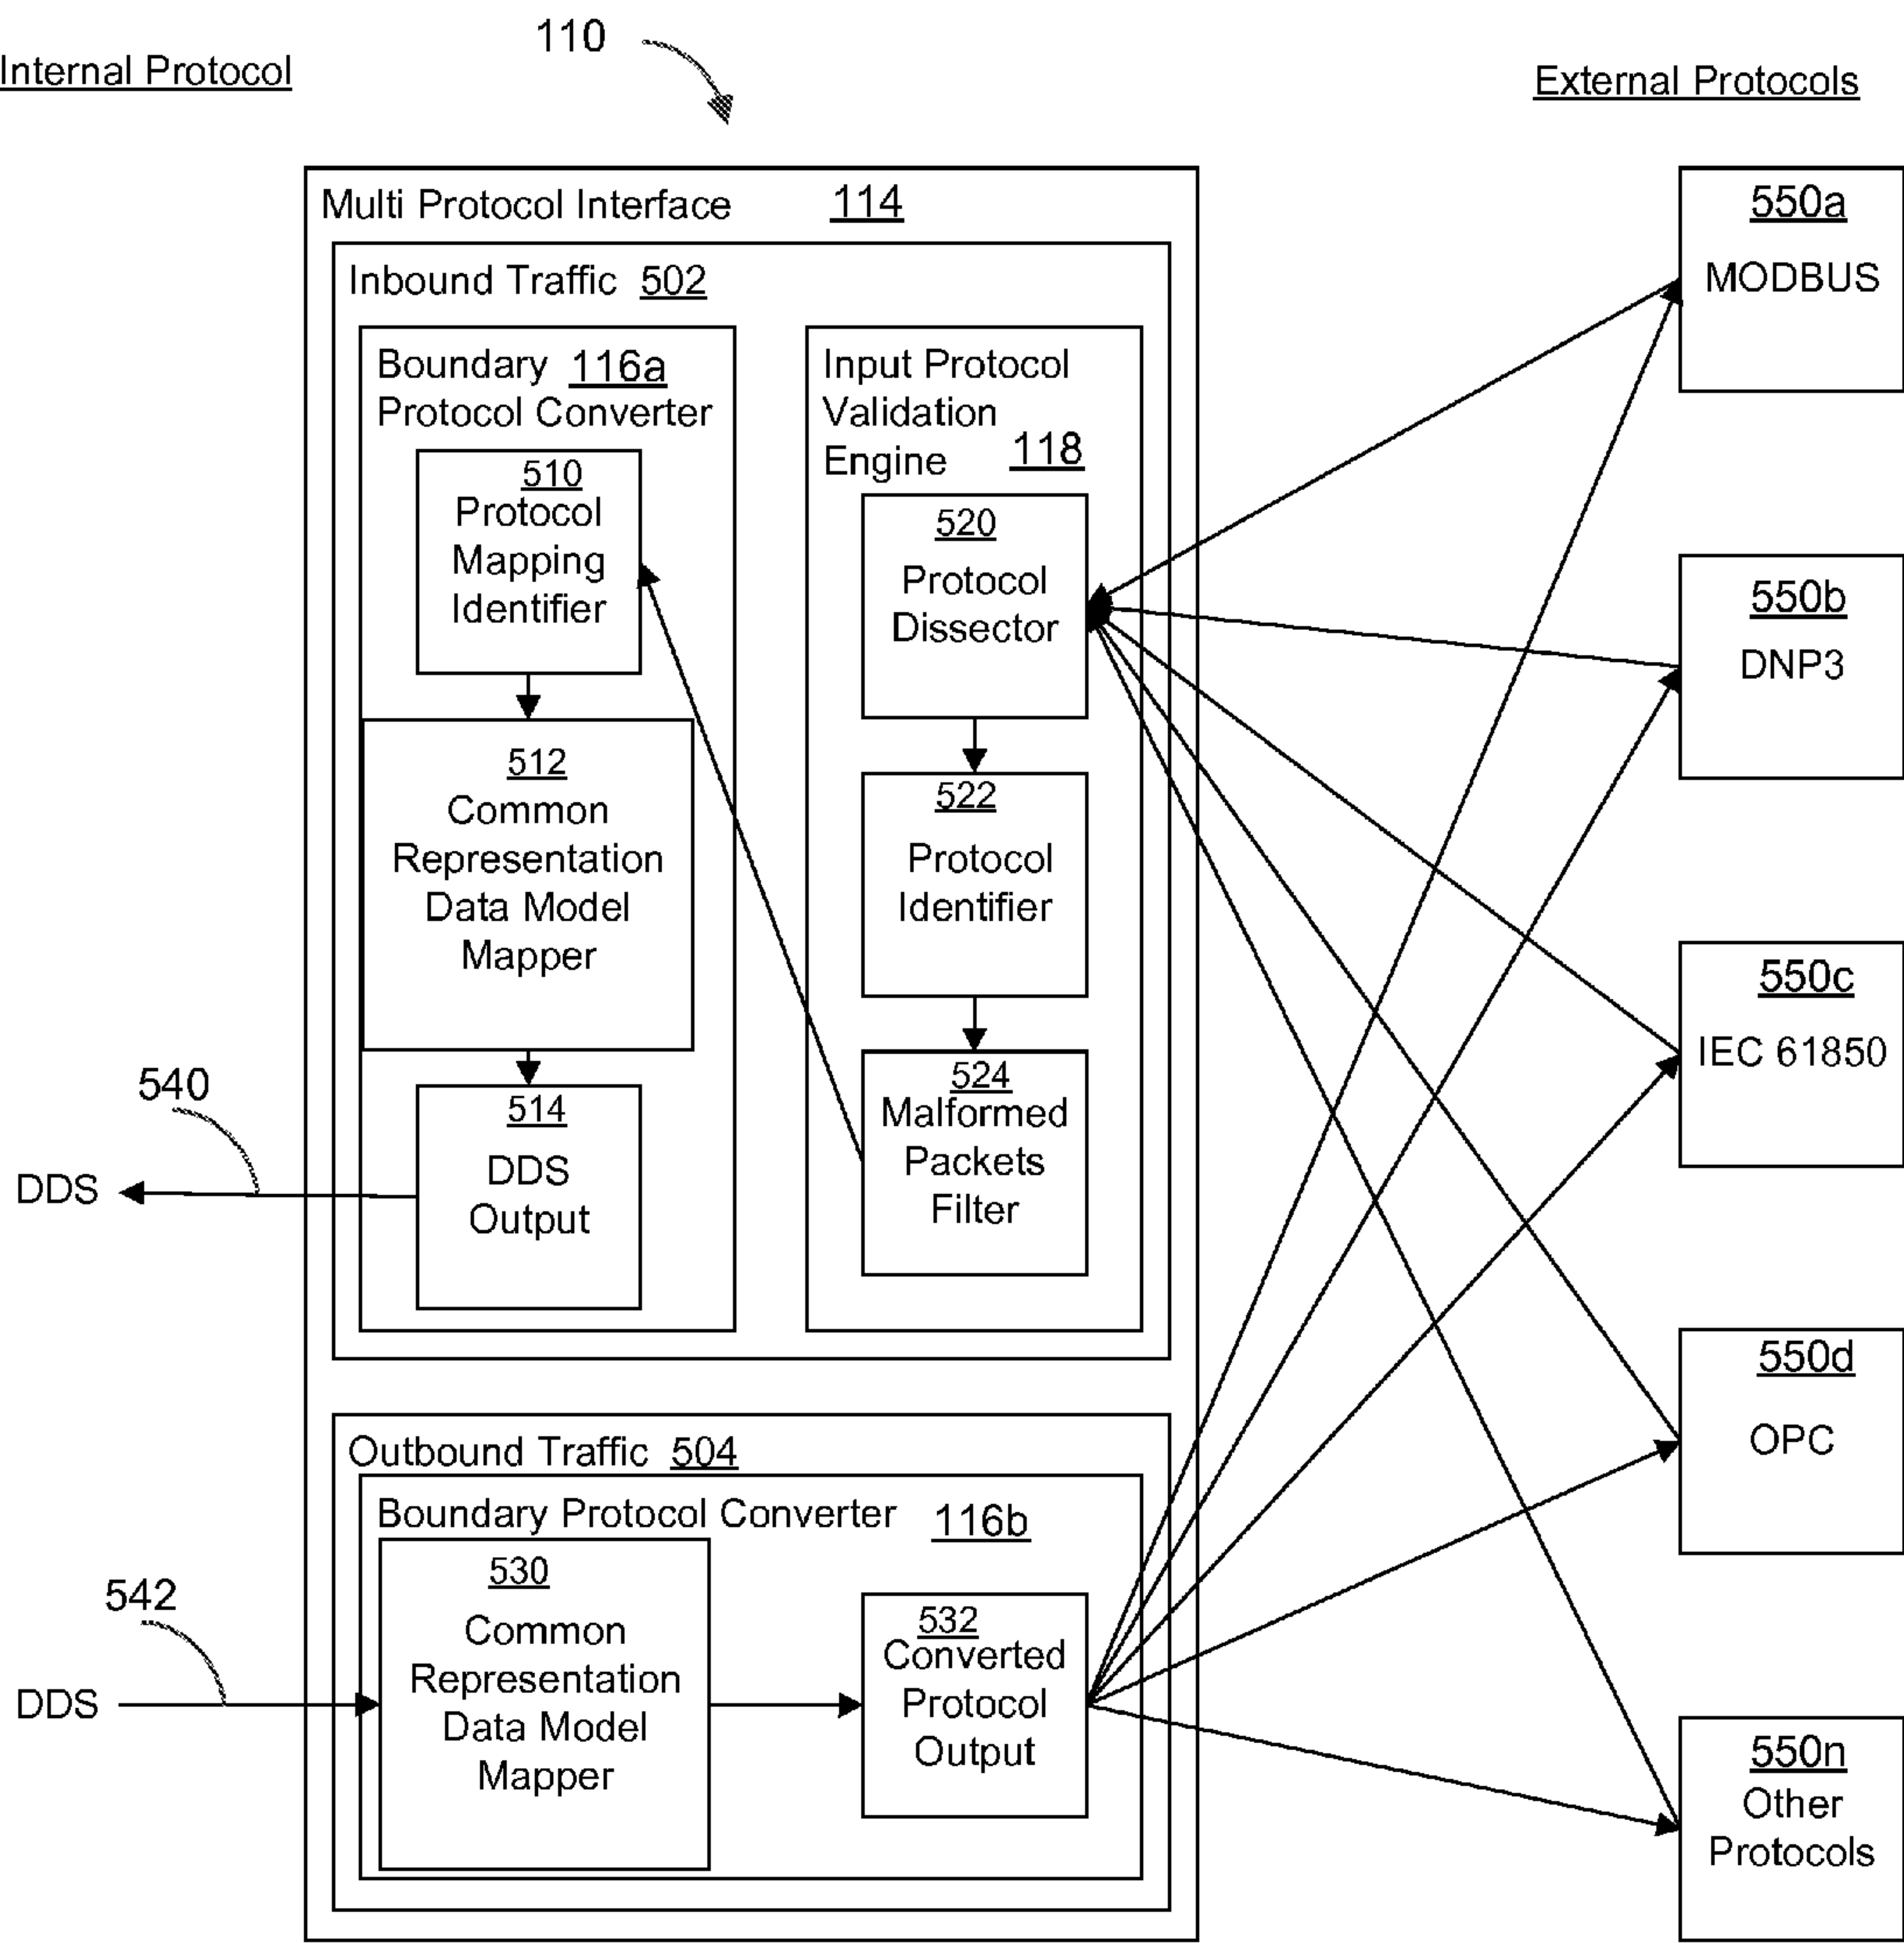 110
Internal Protocol
External Protocols
Multi Protocol Interface 114
Inbound Traffic 502
Boundary 116a
Protocol Converter
510
Protocol
Mapping
Identifier
512
Common
Representation
Data Model
Mapper
514
DDS
Output
Input Protocol
Validation
Engine 118
520
Protocol
Dissector
522
Protocol
Identifier
524
Malformed
Packets
Filter
540
DDS
Outbound Traffic 504
Boundary Protocol Converter 116b
530
Common
Representation
Data Model
Mapper
532
Converted
Protocol
Output
542
DDS
550a
MODBUS
550b
DNP3
550c
IEC 61850
550d
OPC
550n
Other
Protocols